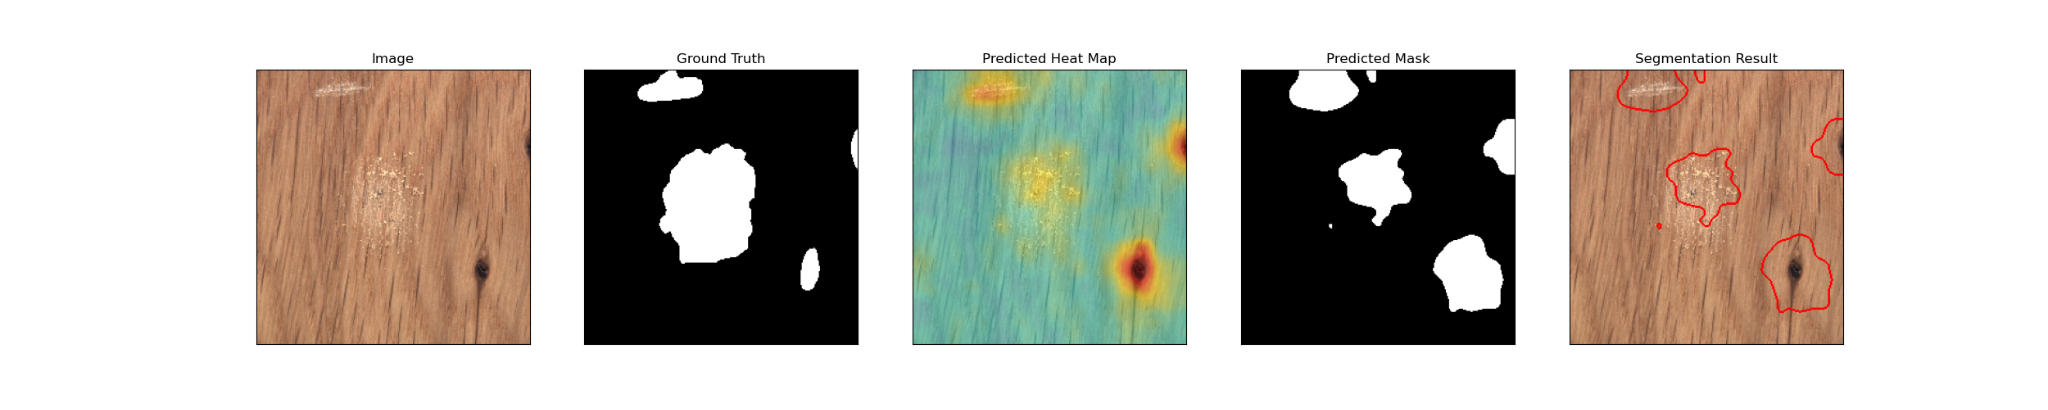 Image
Ground Truth
Predicted Heat Map
Predicted Mask
Segmentation Result